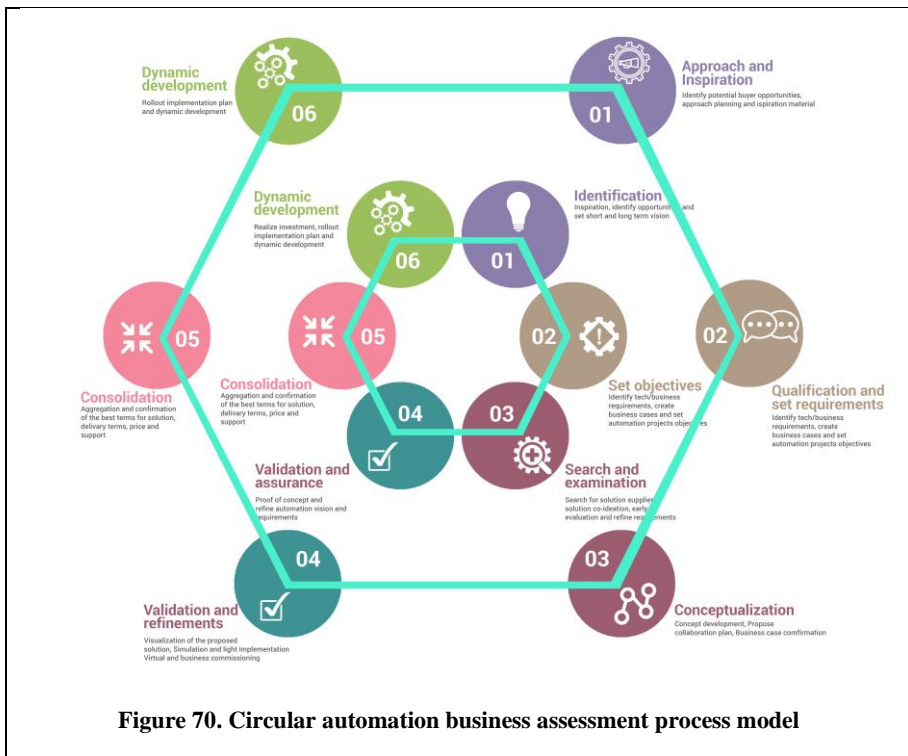 Dynamic
development
Rollout implementation plan
and dynamic development
06
Approach and
Inspiration
Identify potential buyer opportunities,
approach planning and ispiration material
01
Dynamic
development
Realize investment, rollout
implementation plan and
dynamic development
06
Identification
Inspiration, identify opportunities and
set short and long term vision
01
05
Consolidation
Aggregation and confirmation
of the best terms for solution,
delivary terms, price and
support
05
Consolidation
Aggregation and confirmation
of the best terms for solution,
delivary terms, price and
support
02
Set objectives
Identify tech/business
requirements, create
business cases and set
automation projects objectives
02
Qualification and
set requirements
Identify tech/business
requirements, create
business cases and set
automation projects objectives
04
Validation and
assurance
Proof of concept and
refine automation vision and
requirements
03
Search and
examination
Search for solution supplier
solution co-ideation, early
evaluation and refine requirements
04
Validation and
refinements
Visualization of the proposed
solution, Simulation and light implementation
Virtual and business commissioning
03
Conceptualization
Concept development, Propose
collaboration plan, Business case comfirmation
Figure 70. Circular automation business assessment process model